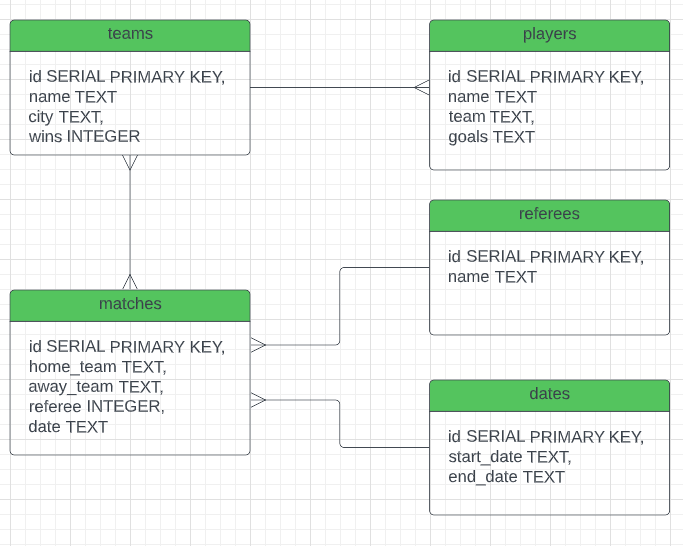 teams
id SERIAL PRIMARY KEY,
name TEXT
city TEXT,
wins INTEGER
players
id SERIAL PRIMARY KEY,
name TEXT
team TEXT,
goals TEXT
referees
id SERIAL PRIMARY KEY,
name TEXT
matches
id SERIAL PRIMARY KEY,
home_team TEXT,
away_team TEXT,
referee INTEGER,
date TEXT
dates
id SERIAL PRIMARY KEY,
start_date TEXT,
end_date TEXT